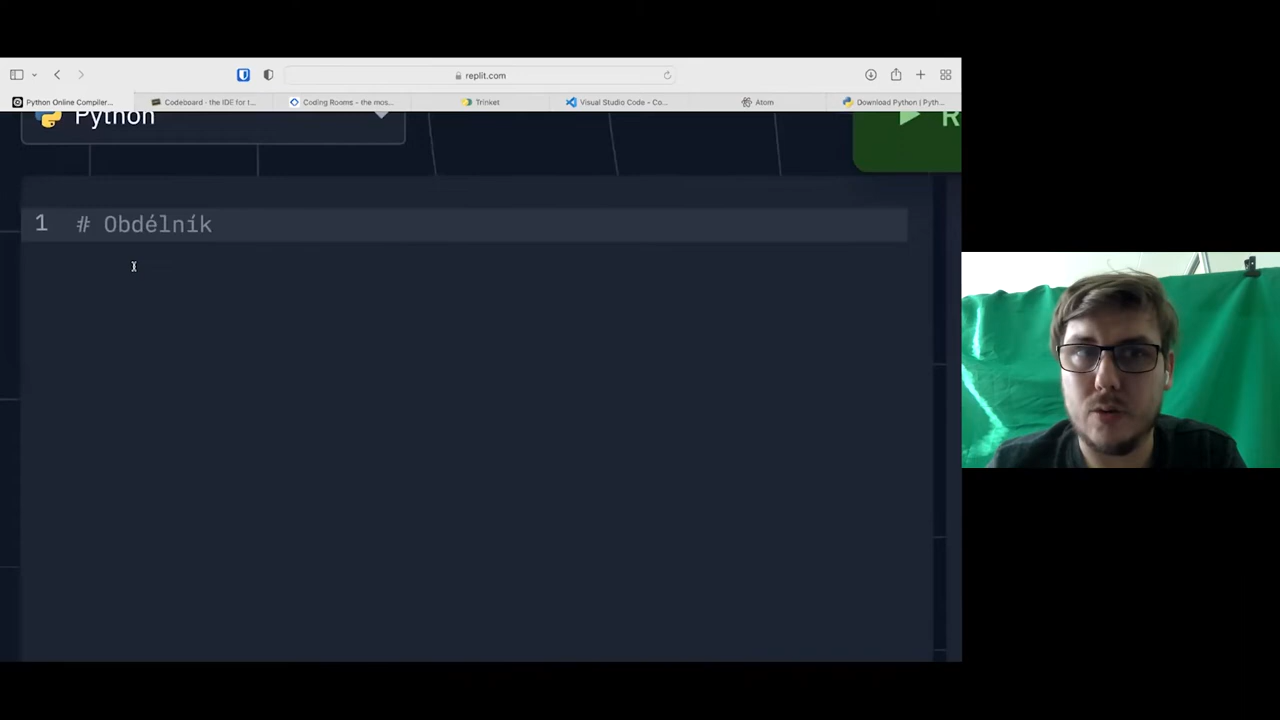 replit.com
Python Online Compiler...
Codeboard - the IDE for t...
Coding Rooms – the mos...
Trinket
Visual Studio Code - Co...
Atom
Download Python | Pyth...
Python
1 # Obdélník